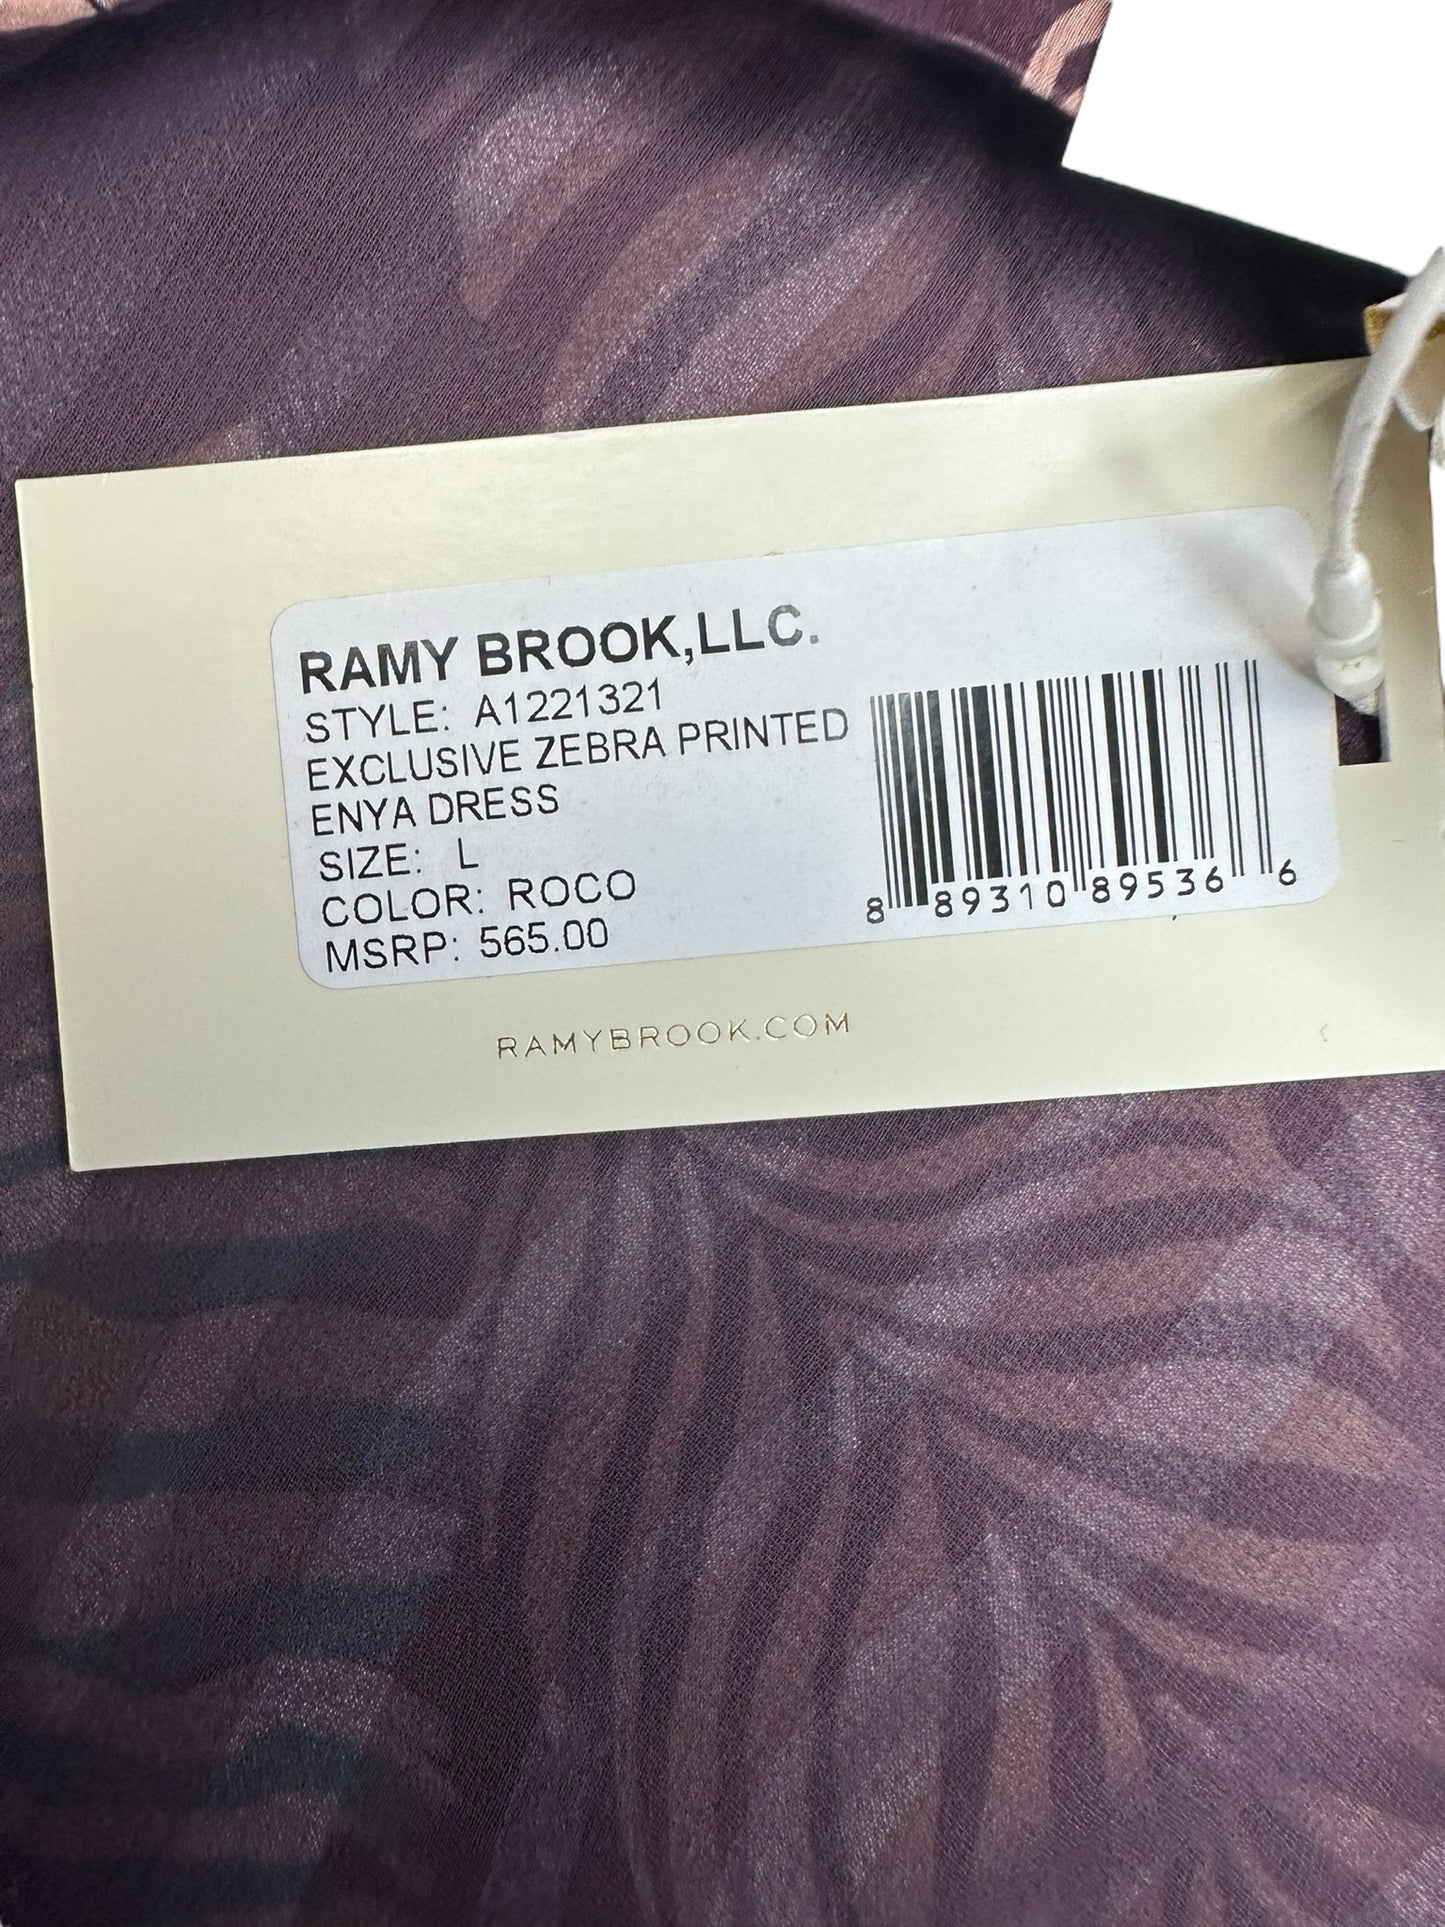 RAMY BROOK,LLC.
STYLE: A1221321
EXCLUSIVE ZEBRA PRINTED
ENYA DRESS
SIZE: L
COLOR: ROCO
MSRP: 565.00
8 89310 89536 6
RAMYBROOK.COM